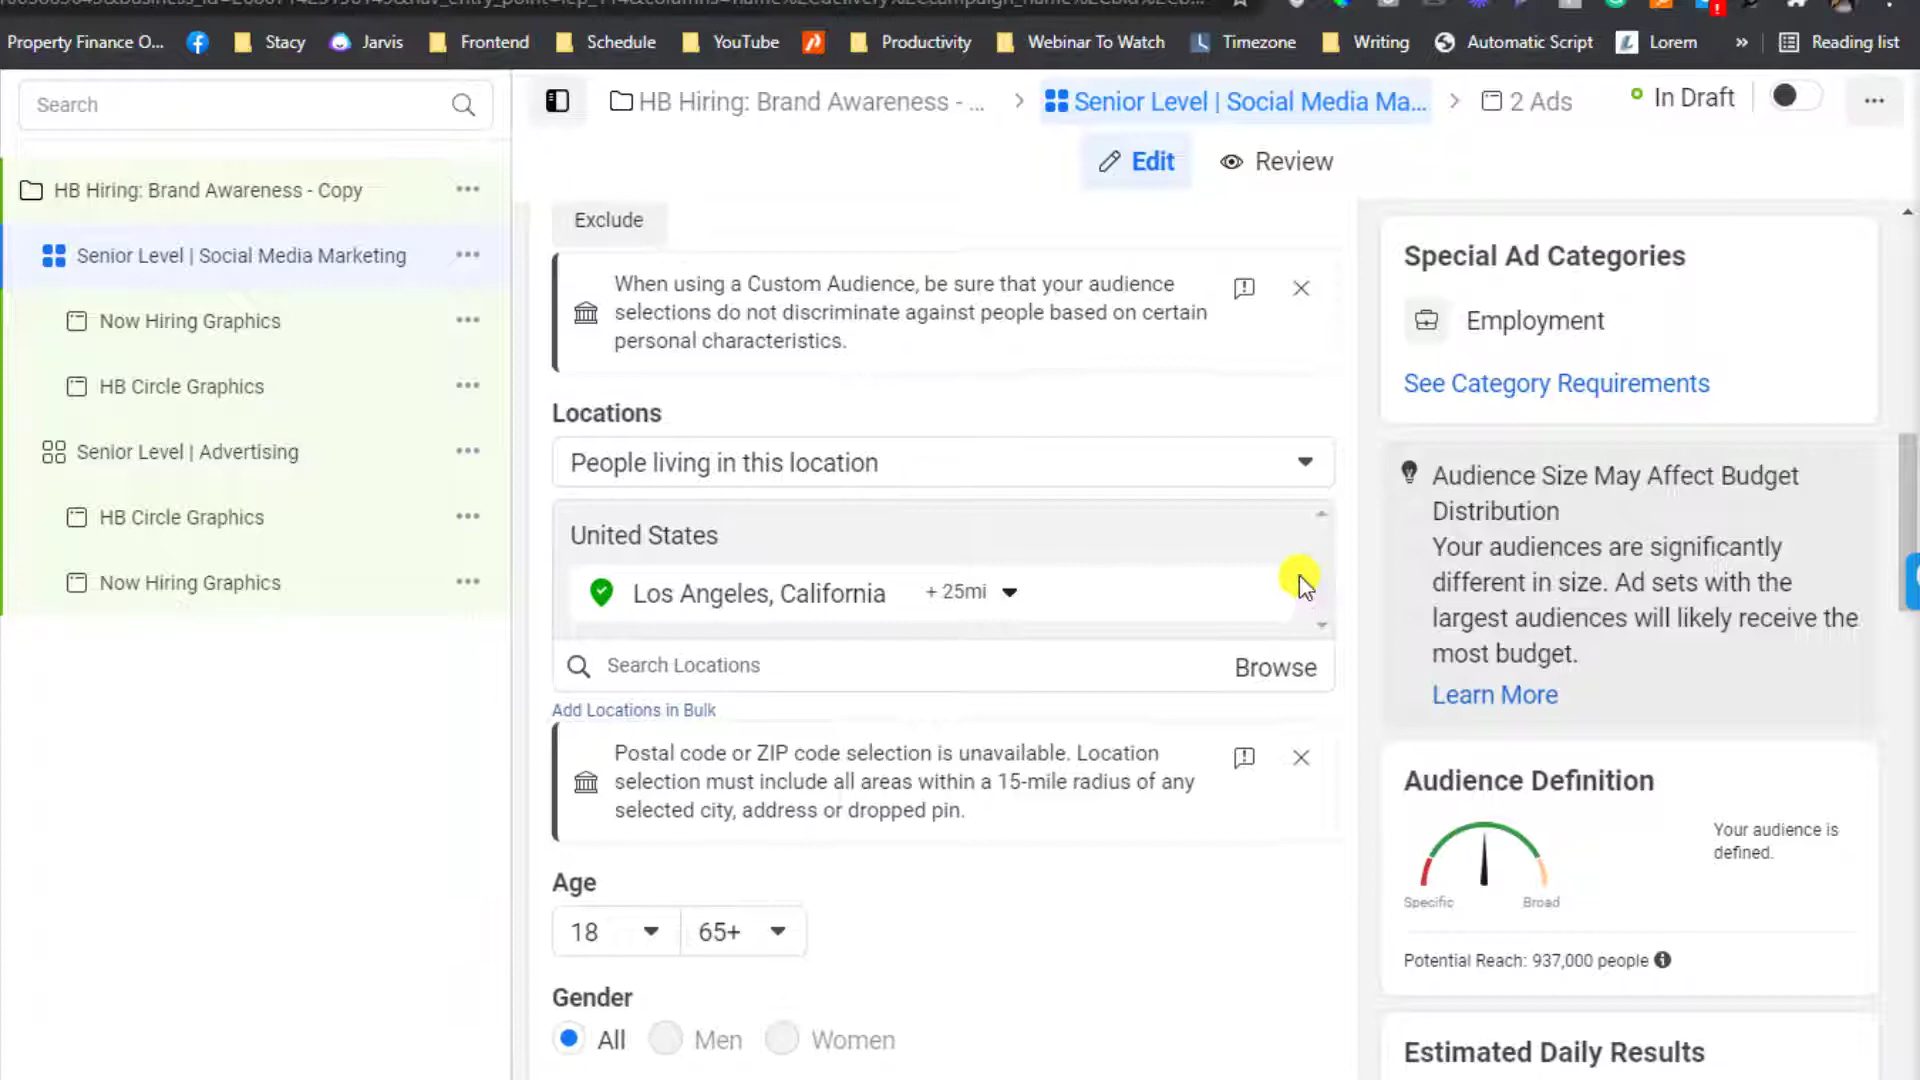 Property Finance O...
Stacy
Jarvis
Frontend
Schedule
YouTube
Productivity
Webinar To Watch
Timezone
Writing
Automatic Script
Lorem
»
Reading list
Search
HB Hiring: Brand Awareness - ...
Senior Level | Social Media Ma...
2 Ads
In Draft
Edit
Review
HB Hiring: Brand Awareness - Copy
Senior Level | Social Media Marketing
Now Hiring Graphics
HB Circle Graphics
Senior Level | Advertising
HB Circle Graphics
Now Hiring Graphics
Exclude
When using a Custom Audience, be sure that your audience
selections do not discriminate against people based on certain
personal characteristics.
Locations
People living in this location
United States
Los Angeles, California + 25mi
Search Locations
Browse
Add Locations in Bulk
Postal code or ZIP code selection is unavailable. Location
selection must include all areas within a 15-mile radius of any
selected city, address or dropped pin.
Age
18
65+
Gender
All
Men
Women
Special Ad Categories
Employment
See Category Requirements
Audience Size May Affect Budget
Distribution
Your audiences are significantly
different in size. Ad sets with the
largest audiences will likely receive the
most budget.
Learn More
Audience Definition
Your audience is
defined.
Specific
Broad
Potential Reach: 937,000 people
Estimated Daily Results